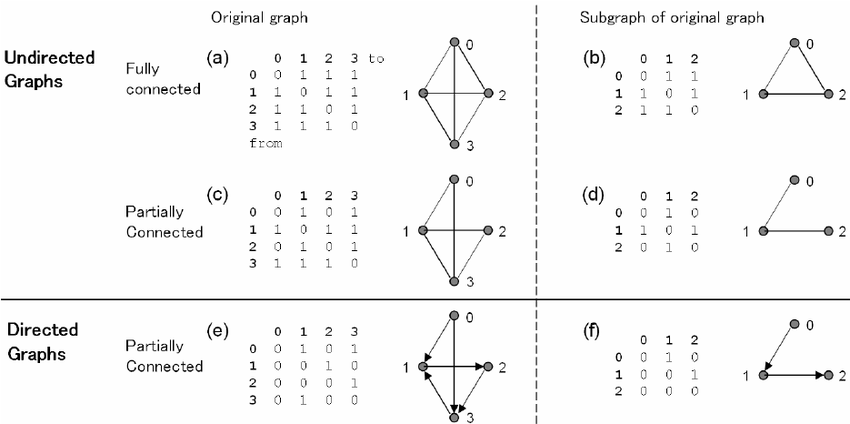 Original graph
Subgraph of original graph
Undirected
Graphs
Fully
connected
(a)
0 1 2 3 to
0 0 1 1 1
1 1 0 1 1
2 1 1 0 1
3 1 1 1 0
from
0
1
2
3
(b)
0 1 2
0 0 1 1
1 1 0 1
2 1 1 0
0
1
2
Partially
Connected
(c)
0 1 2 3
0 0 1 0 1
1 1 0 1 1
2 0 1 0 1
3 1 1 1 0
0
1
2
3
(d)
0 1 2
0 0 1 0
1 1 0 1
2 0 1 0
0
1
2
Directed
Graphs
Partially
Connected
(e)
0 1 2 3
0 0 1 0 1
1 0 0 1 0
2 0 0 0 1
3 0 1 0 0
0
1
2
3
(f)
0 1 2
0 0 1 0
1 0 0 1
2 0 0 0
0
1
2